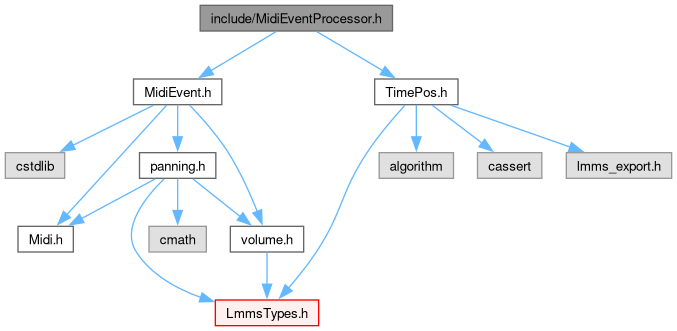 include/MidiEventProcessor.h
MidiEvent.h
TimePos.h
cstdlib
panning.h
algorithm
cassert
lmms_export.h
Midi.h
cmath
volume.h
LmmsTypes.h